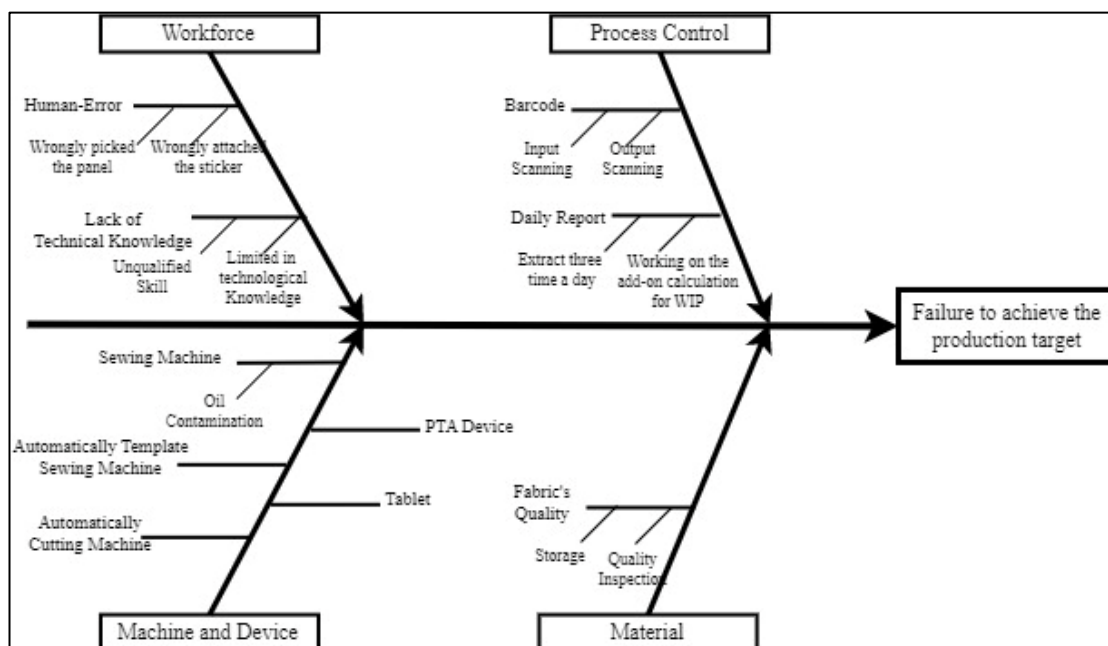 Workforce
Process Control
Human-Error
Wrongly picked
the panel
Wrongly attached
the sticker
Lack of
Technical Knowledge
Unqualified
Skill
Limited in
technological
Knowledge
Barcode
Input
Scanning
Output
Scanning
Daily Report
Extract three
time a day
Working on the
add-on calculation
for WIP
Failure to achieve the
production target
Sewing Machine
Oil
Contamination
PTA Device
Automatically Template
Sewing Machine
Tablet
Automatically
Cutting Machine
Fabric's
Quality
Storage
Quality
Inspection
Machine and Device
Material